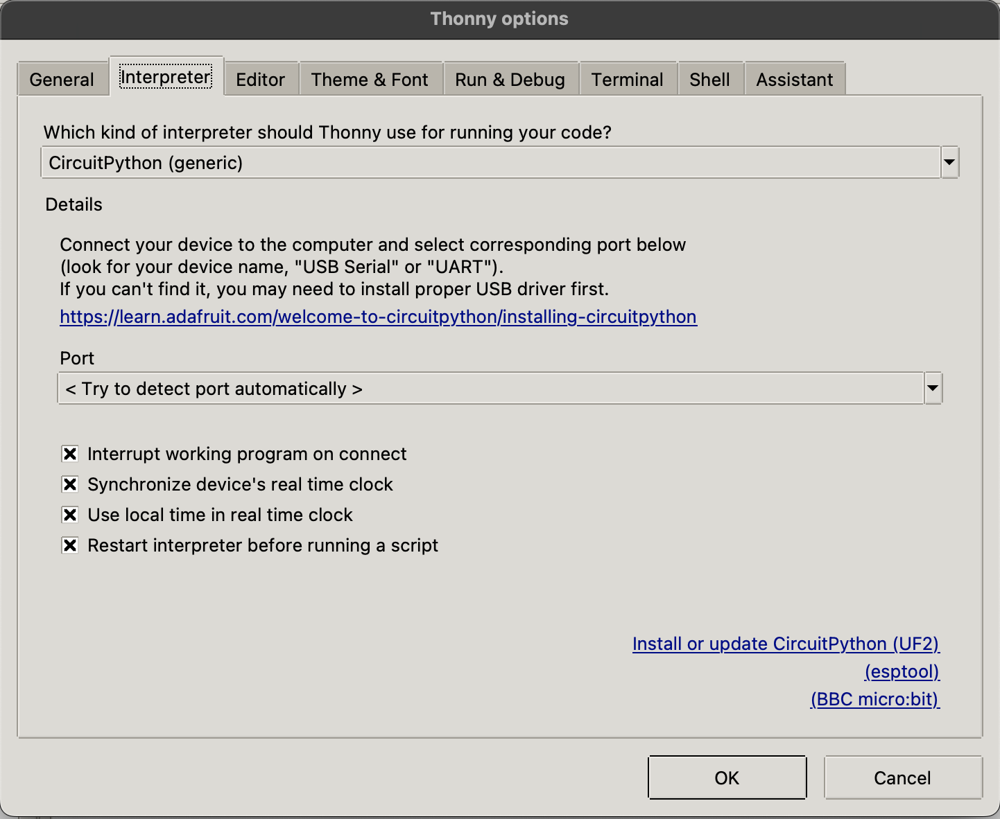 Thonny options
General Interpreter Editor Theme & Font Run & Debug Terminal Shell Assistant
Which kind of interpreter should Thonny use for running your code?
CircuitPython (generic)
Details
Connect your device to the computer and select corresponding port below
(look for your device name, "USB Serial" or "UART").
If you can't find it, you may need to install proper USB driver first.
https://learn.adafruit.com/welcome-to-circuitpython/installing-circuitpython
Port
< Try to detect port automatically >
Interrupt working program on connect
Synchronize device's real time clock
Use local time in real time clock
Restart interpreter before running a script
Install or update CircuitPython (UF2)
(esptool)
(BBC micro:bit)
OK Cancel